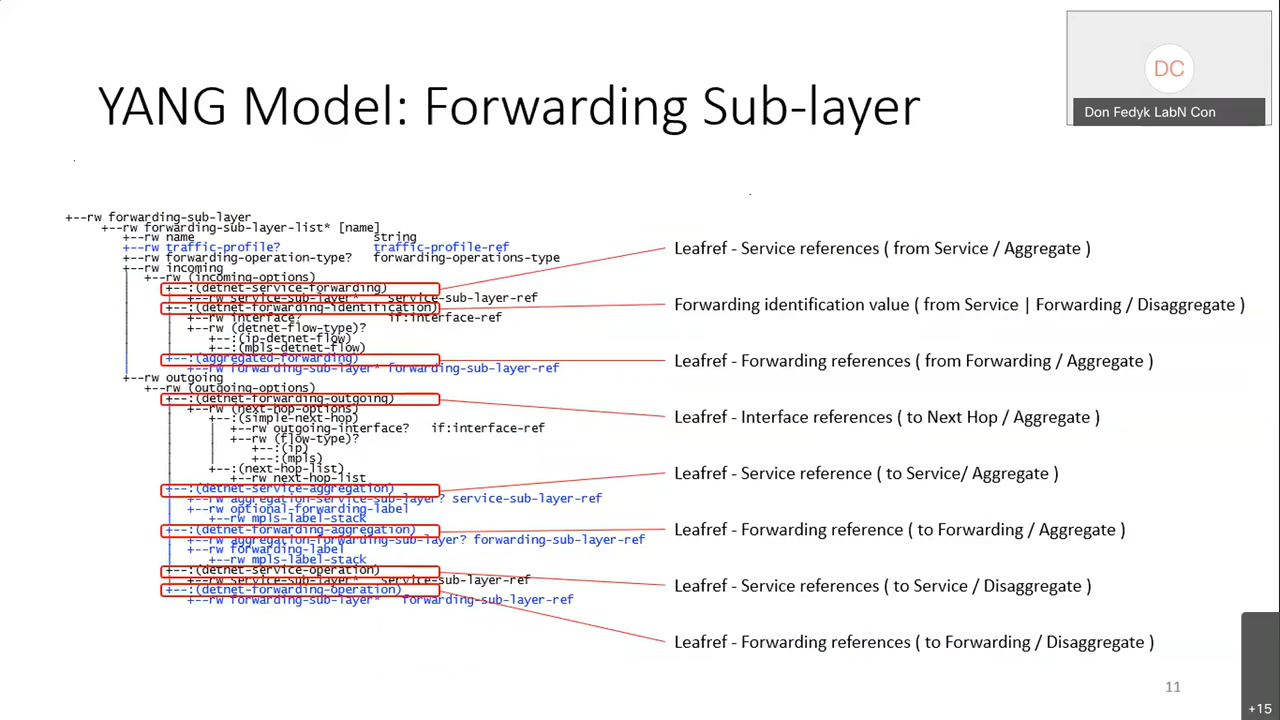 YANG Model: Forwarding Sub-layer
DC
Don Fedyk LabN Con
+--rw forwarding-sub-layer
+--rw forwarding-sub-layer-list* [name]
+--rw name string
+--rw traffic-profile? traffic-profile-ref
+--rw forwarding-operation-type? forwarding-operations-type
+--rw incoming
| +--rw (incoming-options)
| +--:(detnet-service-forwarding)
| | +--rw service-sub-layer* service-sub-layer-ref
| +--:(detnet-forwarding-identification)
| | +--rw interface? if:interface-ref
| | +--rw (detnet-flow-type)?
| | +--:(ip-detnet-flow)
| | +--:(mpls-detnet-flow)
| +--:(aggregated-forwarding)
| +--rw forwarding-sub-layer* forwarding-sub-layer-ref
+--rw outgoing
+--rw (outgoing-options)
+--:(detnet-forwarding-outgoing)
| +--rw (next-hop-options)
| +--:(simple-next-hop)
| | +--rw outgoing-interface? if:interface-ref
| | +--rw (flow-type)?
| | +--:(ip)
| | +--:(mpls)
| +--:(next-hop-list)
| +--rw next-hop-list
+--:(detnet-service-aggregation)
| +--rw aggregation-service-sub-layer? service-sub-layer-ref
| +--rw optional-forwarding-label
| +--rw mpls-label-stack
+--:(detnet-forwarding-aggregation)
| +--rw aggregation-forwarding-sub-layer? forwarding-sub-layer-ref
| +--rw forwarding-label
| +--rw mpls-label-stack
+--:(detnet-service-operation)
| +--rw service-sub-layer* service-sub-layer-ref
+--:(detnet-forwarding-operation)
+--rw forwarding-sub-layer* forwarding-sub-layer-ref
Leafref - Service references ( from Service / Aggregate )
Forwarding identification value ( from Service | Forwarding / Disaggregate )
Leafref - Forwarding references ( from Forwarding / Aggregate )
Leafref - Interface references ( to Next Hop / Aggregate )
Leafref - Service reference ( to Service/ Aggregate )
Leafref - Forwarding reference ( to Forwarding / Aggregate )
Leafref - Service references ( to Service / Disaggregate )
Leafref - Forwarding references ( to Forwarding / Disaggregate )
11
+15